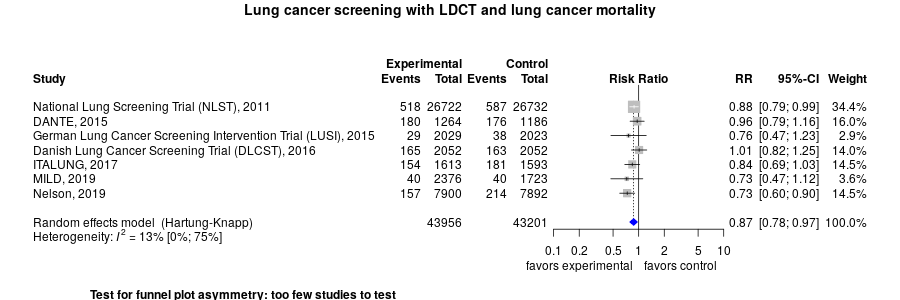 Lung cancer screening with LDCT and lung cancer mortality
Experimental Control
Study Events Total Events Total Risk Ratio RR 95%-CI Weight
National Lung Screening Trial (NLST), 2011 518 26722 587 26732 0.88 [0.79; 0.99] 34.4%
DANTE, 2015 180 1264 176 1186 0.96 [0.79; 1.16] 16.0%
German Lung Cancer Screening Intervention Trial (LUSI), 2015 29 2029 38 2023 0.76 [0.47; 1.23] 2.9%
Danish Lung Cancer Screening Trial (DLCST), 2016 165 2052 163 2052 1.01 [0.82; 1.25] 14.0%
ITALUNG, 2017 154 1613 181 1593 0.84 [0.69; 1.03] 14.5%
MILD, 2019 40 2376 40 1723 0.73 [0.47; 1.12] 3.6%
Nelson, 2019 157 7900 214 7892 0.73 [0.60; 0.90] 14.5%
Random effects model (Hartung-Knapp) 43956 43201 0.87 [0.78; 0.97] 100.0%
Heterogeneity: I² = 13% [0%; 75%]
0.1 0.2 0.5 1 2 5 10
favors experimental favors control
Test for funnel plot asymmetry: too few studies to test